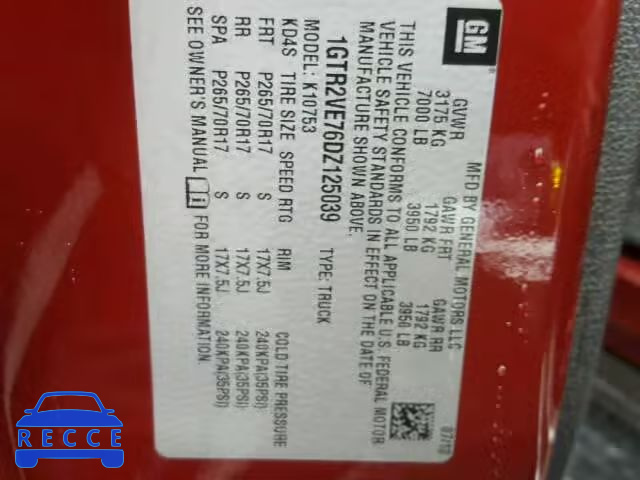 GM
MFD BY GENERAL MOTORS LLC
GVWR GAWR FRT GAWR RR
3175 KG 1792 KG 1792 KG
7000 LB 3950 LB 3950 LB
THIS VEHICLE CONFORMS TO ALL APPLICABLE U.S. FEDERAL MOTOR
VEHICLE SAFETY STANDARDS IN EFFECT ON THE DATE OF
MANUFACTURE SHOWN ABOVE.
1GTR2VE76DZ125039 TYPE: TRUCK
MODEL: K10753
KD4S TIRE SIZE SPEED RTG RIM COLD TIRE PRESSURE
FRT P265/70R17 S 17X7.5J 240KPA(35PSI)
RR P265/70R17 S 17X7.5J 240KPA(35PSI)
SPA P265/70R17 S 17X7.5J 240KPA(35PSI)
SEE OWNER'S MANUAL FOR MORE INFORMATION
RECCE